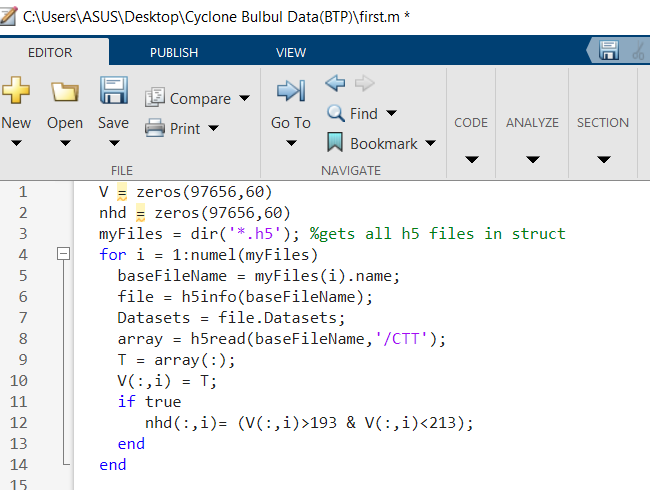 C:\Users\ASUS\Desktop\Cyclone Bulbul Data(BTP)\first.m *
EDITOR PUBLISH VIEW
New Open Save Compare Print Go To Find Bookmark CODE ANALYZE SECTION
FILE NAVIGATE
1 V = zeros(97656,60)
2 nhd = zeros(97656,60)
3 myFiles = dir('*.h5'); %gets all h5 files in struct
4 for i = 1:numel(myFiles)
5 baseFileName = myFiles(i).name;
6 file = h5info(baseFileName);
7 Datasets = file.Datasets;
8 array = h5read(baseFileName,'/CTT');
9 T = array(:);
10 V(:,i) = T;
11 if true
12 nhd(:,i)= (V(:,i)>193 & V(:,i)<213);
13 end
14 end
15